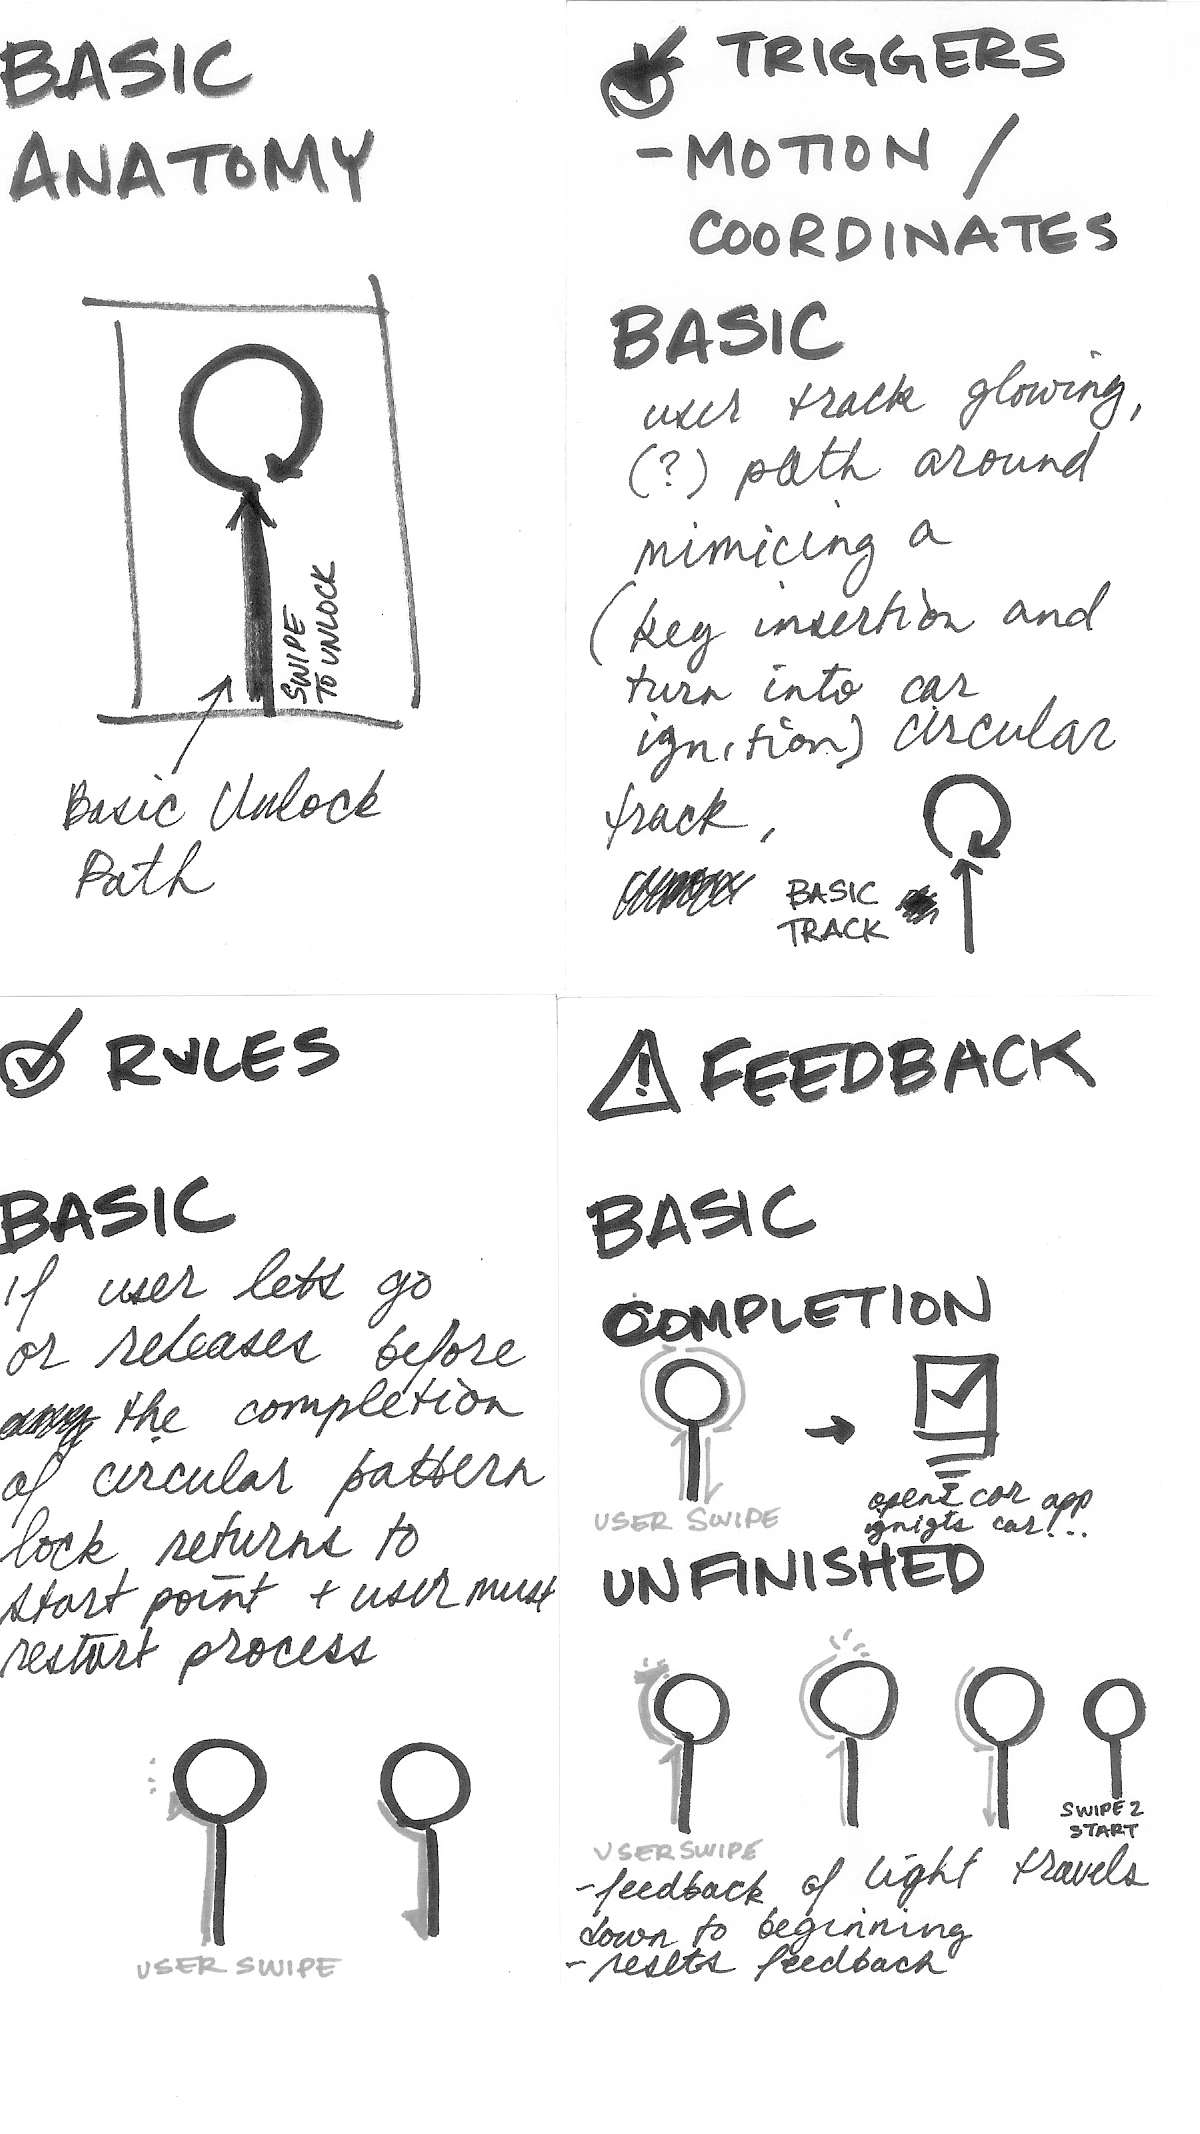 BASIC
ANATOMY
SWIPE
TO UNLOCK
Basic Unlock
Path
TRIGGERS
-MOTION /
COORDINATES
BASIC
user track glowing,
(?) path around
mimicing a
(key insertion and
turn into car
ignition) circular
track,
BASIC
TRACK
RULES
BASIC
if user lets go
or releases before
the completion
of circular pattern
lock returns to
start point + user must
restart process
USER SWIPE
FEEDBACK
BASIC
COMPLETION
USER SWIPE
opens car app
ignigts car!...
UNFINISHED
USER SWIPE
SWIPE 2
START
-feedback of light travels
down to beginning
-resets feedback